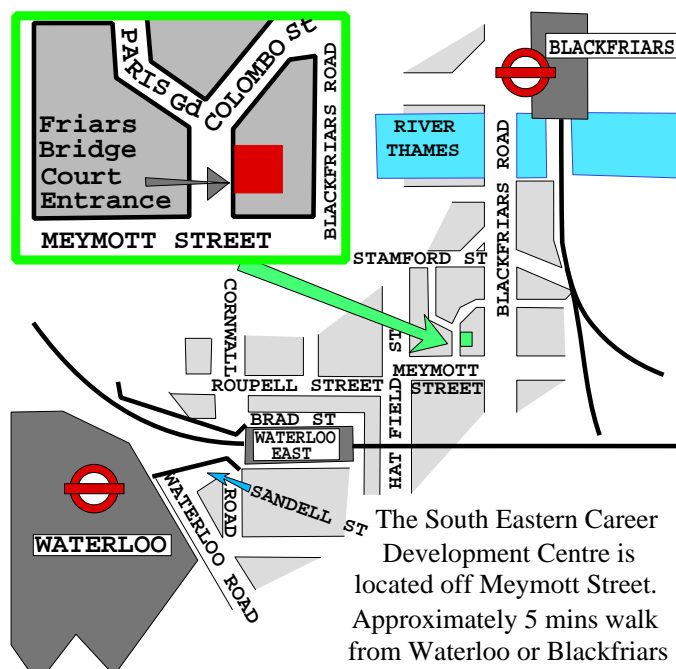 PARIS Gd
COLOMBO St
BLACKFRIARS ROAD
Friars
Bridge
Court
Entrance
MEYMOTT STREET
BLACKFRIARS
RIVER
THAMES
BLACKFRIARS ROAD
STAMFORD ST
CORNWALL
ROAD
HAT FIELD
ST
MEYMOTT
STREET
ROUPELL STREET
BRAD ST
WATERLOO
EAST
SANDELL ST
WATERLOO ROAD
WATERLOO
The South Eastern Career
Development Centre is
located off Meymott Street.
Approximately 5 mins walk
from Waterloo or Blackfriars